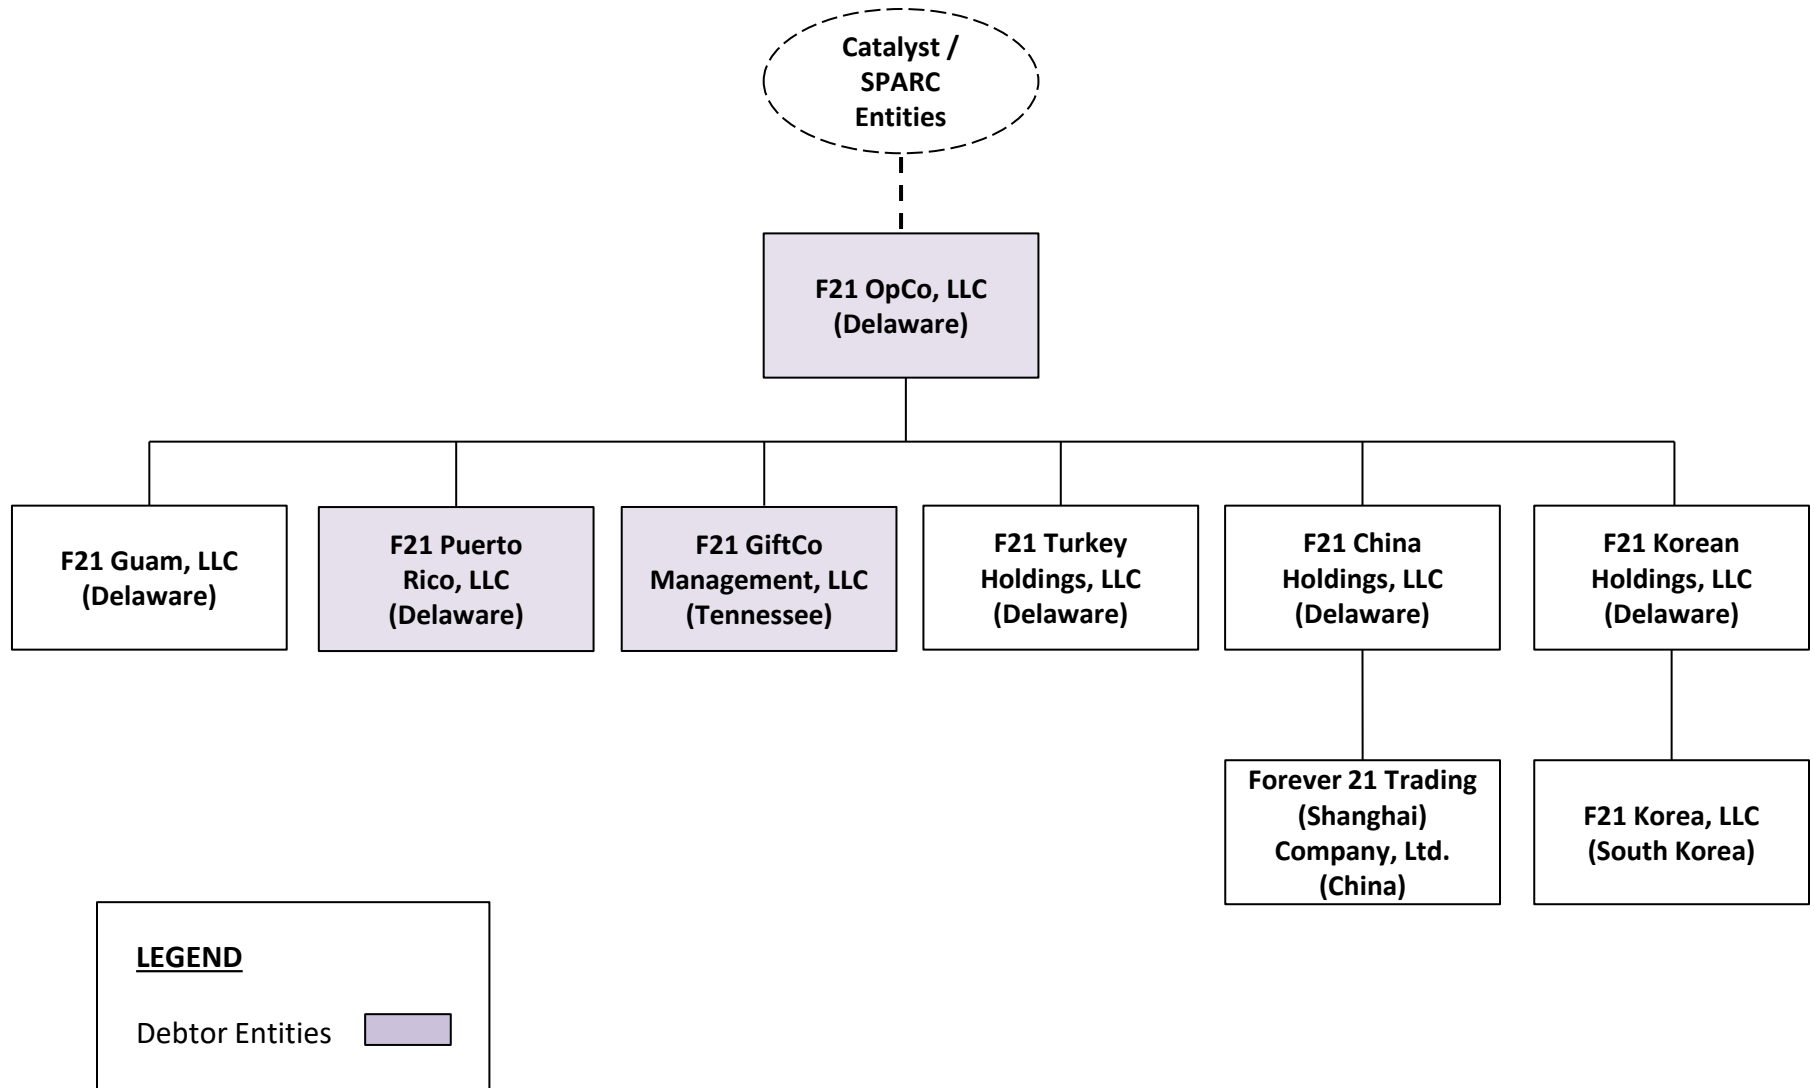 Catalyst /
SPARC
Entities
F21 OpCo, LLC
(Delaware)
F21 Guam, LLC
(Delaware)
F21 Puerto
Rico, LLC
(Delaware)
F21 GiftCo
Management, LLC
(Tennessee)
F21 Turkey
Holdings, LLC
(Delaware)
F21 China
Holdings, LLC
(Delaware)
F21 Korean
Holdings, LLC
(Delaware)
Forever 21 Trading
(Shanghai)
Company, Ltd.
(China)
F21 Korea, LLC
(South Korea)
LEGEND
Debtor Entities